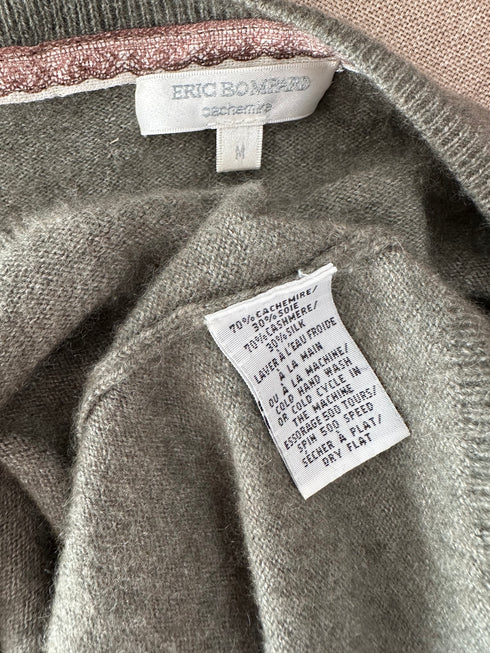 ERIC BOMPARD
cachemire
M
70% CACHEMIRE/
30% SOIE
70% CASHMERE/
30% SILK
LAVER À L'EAU FROIDE
À LA MAIN
OU À LA MACHINE/
COLD HAND WASH
OR COLD CYCLE IN
THE MACHINE
ESSORAGE 500 TOURS/
SPIN 500 SPEED
SÉCHER À PLAT/
DRY FLAT